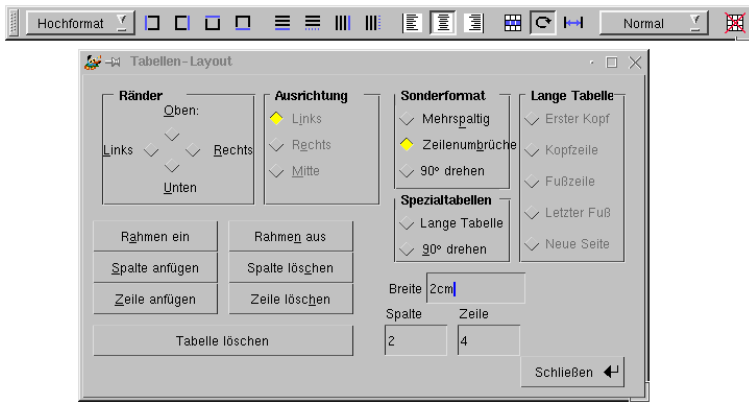 Hochformat
Normal
Tabellen-Layout
Ränder
Oben:
Links
Rechts
Unten
Ausrichtung
Links
Rechts
Mitte
Sonderformat
Mehrspaltig
Zeilenumbrüche
90° drehen
Spezialtabellen
Lange Tabelle
90° drehen
Lange Tabelle
Erster Kopf
Kopfzeile
Fußzeile
Letzter Fuß
Neue Seite
Rahmen ein
Rahmen aus
Spalte anfügen
Spalte löschen
Zeile anfügen
Zeile löschen
Tabelle löschen
Breite 2cm
Spalte Zeile
2 4
Schließen